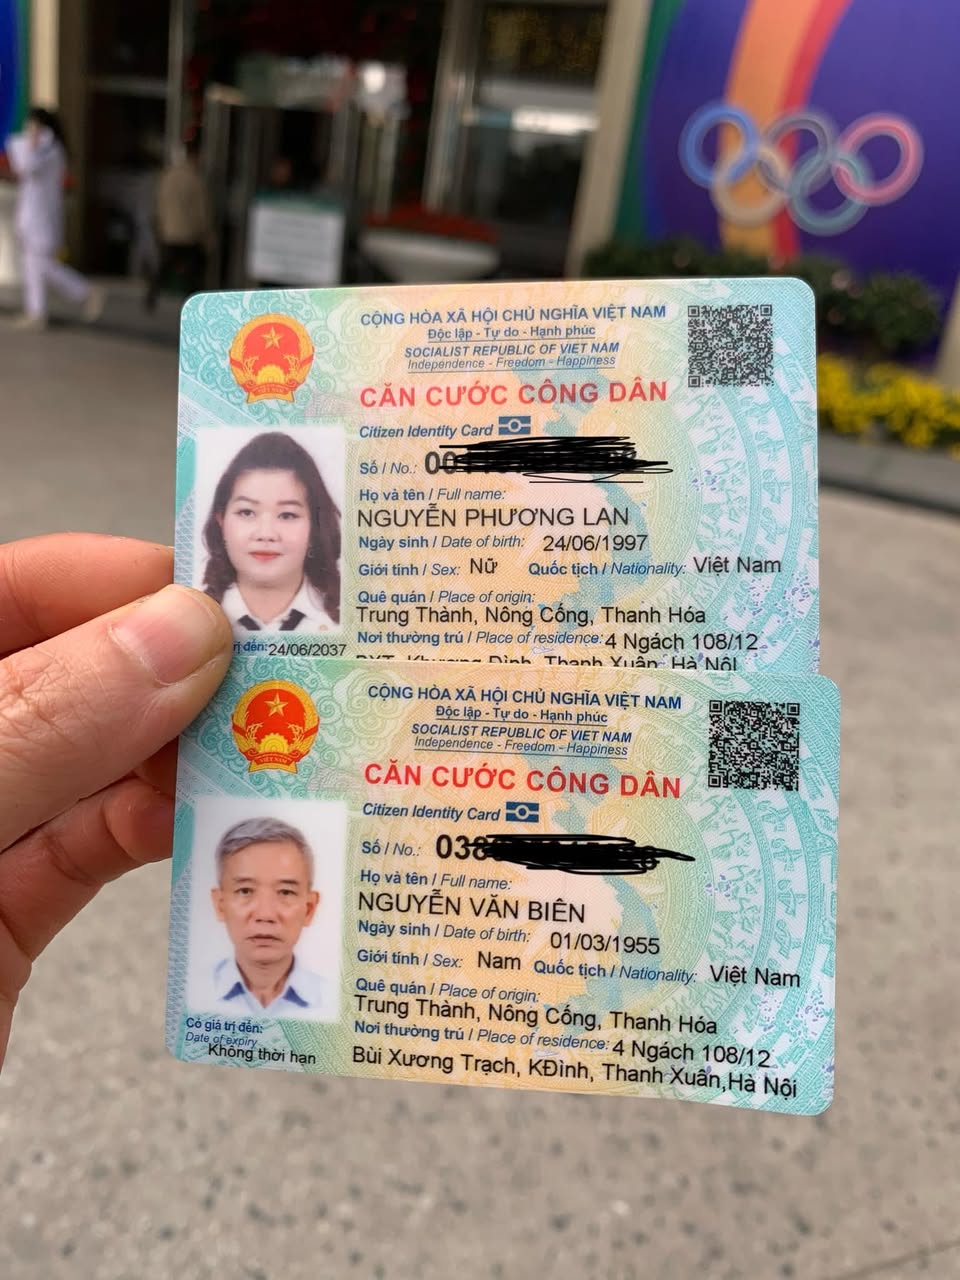 CỘNG HÒA XÃ HỘI CHỦ NGHĨA VIỆT NAM
Độc lập - Tự do - Hạnh phúc
SOCIALIST REPUBLIC OF VIET NAM
Independence - Freedom - Happiness
CĂN CƯỚC CÔNG DÂN
Citizen Identity Card
Số / No.:
Họ và tên / Full name:
NGUYỄN PHƯƠNG LAN
Ngày sinh / Date of birth: 24/06/1997
Giới tính / Sex: Nữ Quốc tịch / Nationality: Việt Nam
Quê quán / Place of origin:
Trung Thành, Nông Cống, Thanh Hóa
Nơi thường trú / Place of residence: 4 Ngách 108/12
Khương Đình, Thanh Xuân, Hà Nội
đến: 24/06/2037
CỘNG HÒA XÃ HỘI CHỦ NGHĨA VIỆT NAM
Độc lập - Tự do - Hạnh phúc
SOCIALIST REPUBLIC OF VIET NAM
Independence - Freedom - Happiness
CĂN CƯỚC CÔNG DÂN
Citizen Identity Card
Số / No.: 038
Họ và tên / Full name:
NGUYỄN VĂN BIÊN
Ngày sinh / Date of birth: 01/03/1955
Giới tính / Sex: Nam Quốc tịch / Nationality: Việt Nam
Quê quán / Place of origin:
Trung Thành, Nông Cống, Thanh Hóa
Nơi thường trú / Place of residence: 4 Ngách 108/12
Bùi Xương Trạch, KĐình, Thanh Xuân,Hà Nội
Có giá trị đến:
Date of expiry
Không thời hạn